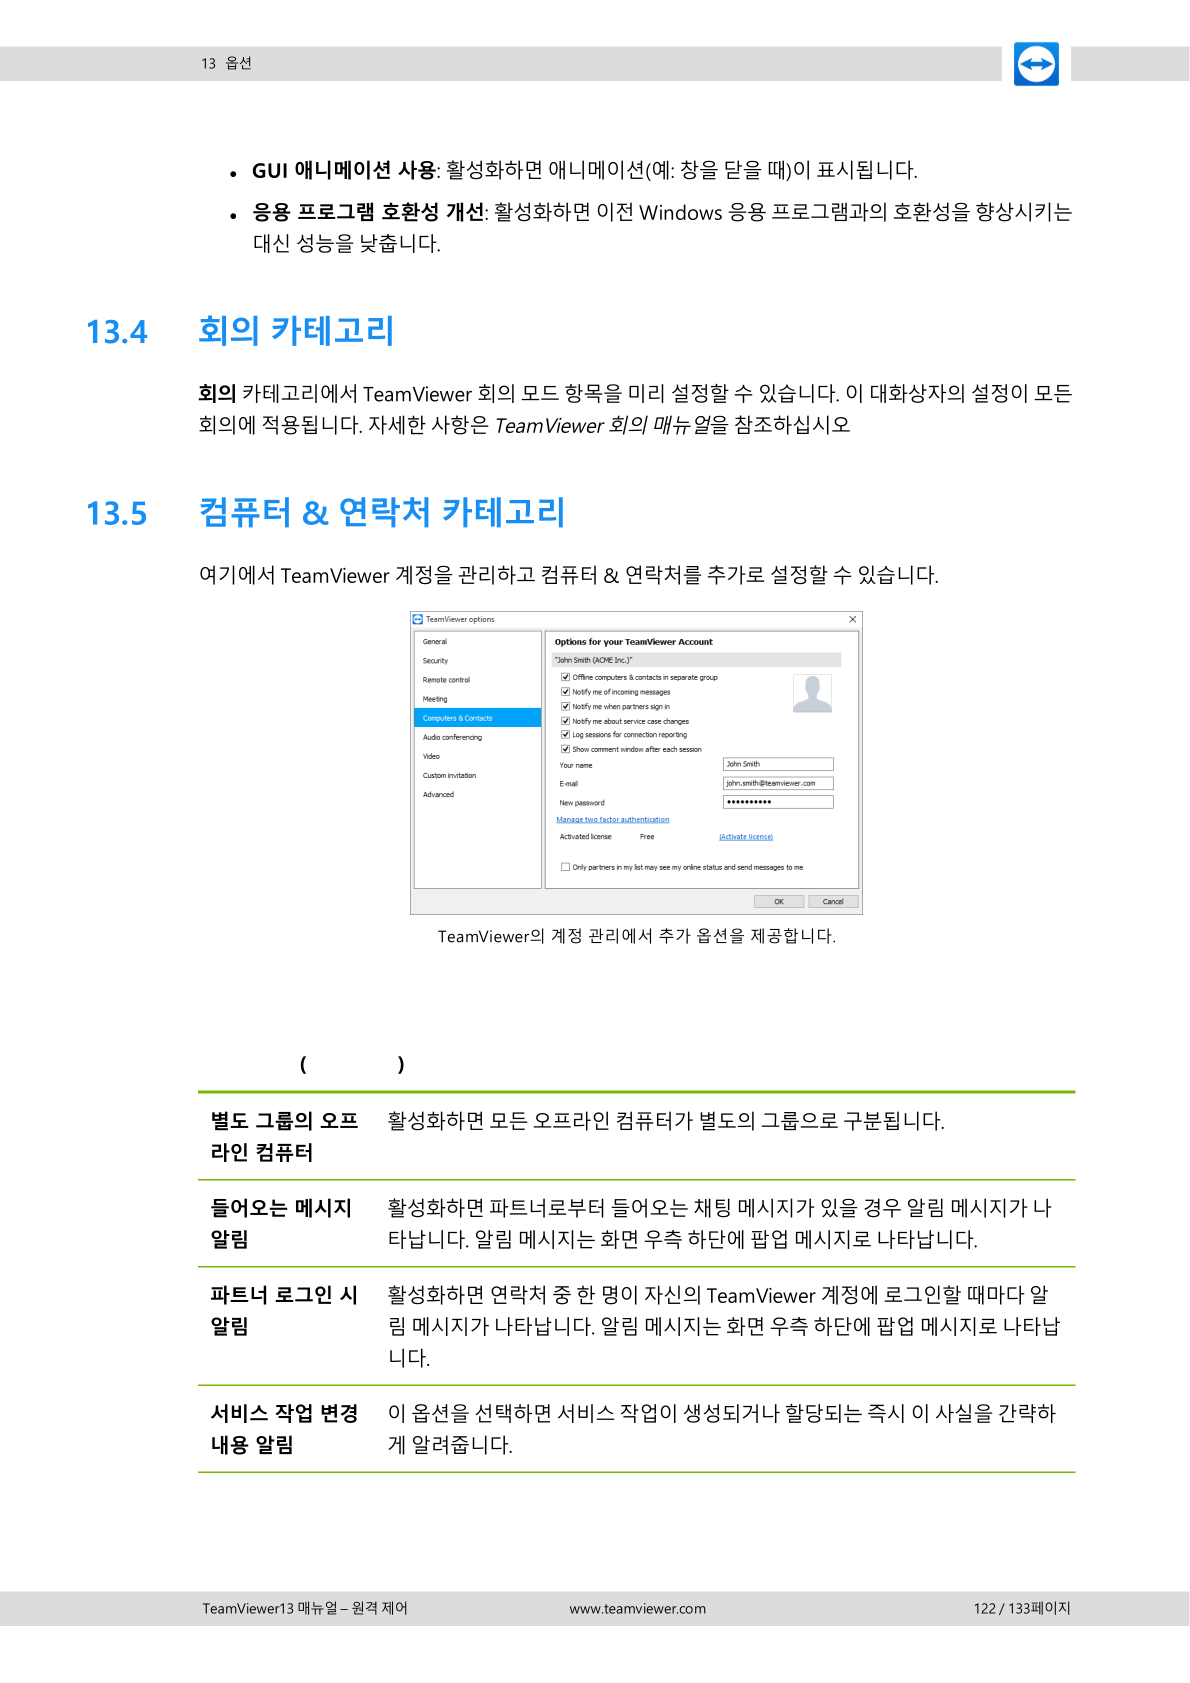 13 옵션
• GUI 애니메이션 사용: 활성화하면 애니메이션(예: 창을 닫을 때)이 표시됩니다.
• 응용 프로그램 호환성 개선: 활성화하면 이전 Windows 응용 프로그램과의 호환성을 향상시키는
대신 성능을 낮춥니다.
13.4 회의 카테고리
회의 카테고리에서 TeamViewer 회의 모드 항목을 미리 설정할 수 있습니다. 이 대화상자의 설정이 모든
회의에 적용됩니다. 자세한 사항은 TeamViewer 회의 매뉴얼을 참조하십시오
13.5 컴퓨터 & 연락처 카테고리
여기에서 TeamViewer 계정을 관리하고 컴퓨터 & 연락처를 추가로 설정할 수 있습니다.
TeamViewer options
General
Security
Remote control
Meeting
Computers & Contacts
Audio conferencing
Video
Custom invitation
Advanced
Options for your TeamViewer Account
"John Smith (ACME Inc.)"
Offline computers & contacts in separate group
Notify me of incoming messages
Notify me when partners sign in
Notify me about service case changes
Log sessions for connection reporting
Show comment window after each session
Your name John Smith
E-mail john.smith@teamviewer.com
New password ●●●●●●●●●●
Manage two factor authentication
Activated license Free (Activate license)
Only partners in my list may see my online status and send messages to me
OK Cancel
TeamViewer의 계정 관리에서 추가 옵션을 제공합니다.
( )
별도 그룹의 오프 활성화하면 모든 오프라인 컴퓨터가 별도의 그룹으로 구분됩니다.
라인 컴퓨터
들어오는 메시지 활성화하면 파트너로부터 들어오는 채팅 메시지가 있을 경우 알림 메시지가 나
알림 타납니다. 알림 메시지는 화면 우측 하단에 팝업 메시지로 나타납니다.
파트너 로그인 시 활성화하면 연락처 중 한 명이 자신의 TeamViewer 계정에 로그인할 때마다 알
알림 림 메시지가 나타납니다. 알림 메시지는 화면 우측 하단에 팝업 메시지로 나타납
니다.
서비스 작업 변경 이 옵션을 선택하면 서비스 작업이 생성되거나 할당되는 즉시 이 사실을 간략하
내용 알림 게 알려줍니다.
TeamViewer13 매뉴얼 – 원격 제어 www.teamviewer.com 122 / 133페이지